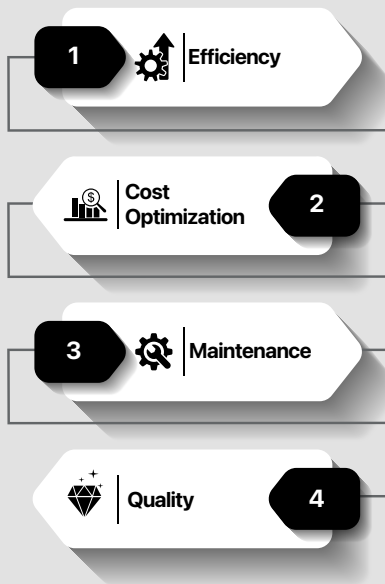 1
Efficiency
$
Cost
Optimization
2
3
Maintenance
Quality
4